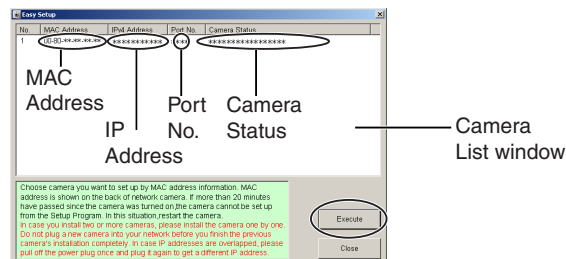 Easy Setup
No. MAC Address IPv4 Address Port No. Camera Status
1 00-80-**-**-**-** *********** : *** ****************
MAC
Address
IP
Address
Port
No.
Camera
Status
Camera
List window
Choose camera you want to set up by MAC address information. MAC
address is shown on the back of network camera. If more than 20 minutes
have passed since the camera was turned on,the camera cannot be set up
from the Setup Program. In this situation,restart the camera.
In case you install two or more cameras, please install the camera one by one.
Do not plug a new camera into your network before you finish the previous
camera's installation completely. In case IP addresses are overlapped, please
pull off the power plug once and plug it again to get a different IP address.
Execute
Close